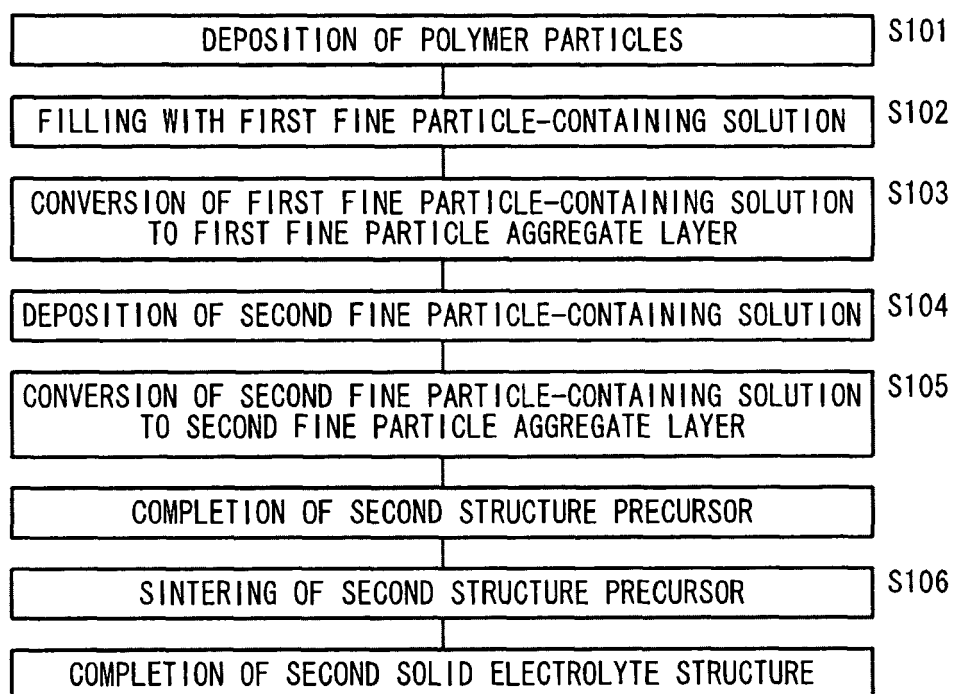 DEPOSITION OF POLYMER PARTICLES S101
FILLING WITH FIRST FINE PARTICLE-CONTAINING SOLUTION S102
CONVERSION OF FIRST FINE PARTICLE-CONTAINING SOLUTION S103
TO FIRST FINE PARTICLE AGGREGATE LAYER
DEPOSITION OF SECOND FINE PARTICLE-CONTAINING SOLUTION S104
CONVERSION OF SECOND FINE PARTICLE-CONTAINING SOLUTION S105
TO SECOND FINE PARTICLE AGGREGATE LAYER
COMPLETION OF SECOND STRUCTURE PRECURSOR
SINTERING OF SECOND STRUCTURE PRECURSOR S106
COMPLETION OF SECOND SOLID ELECTROLYTE STRUCTURE